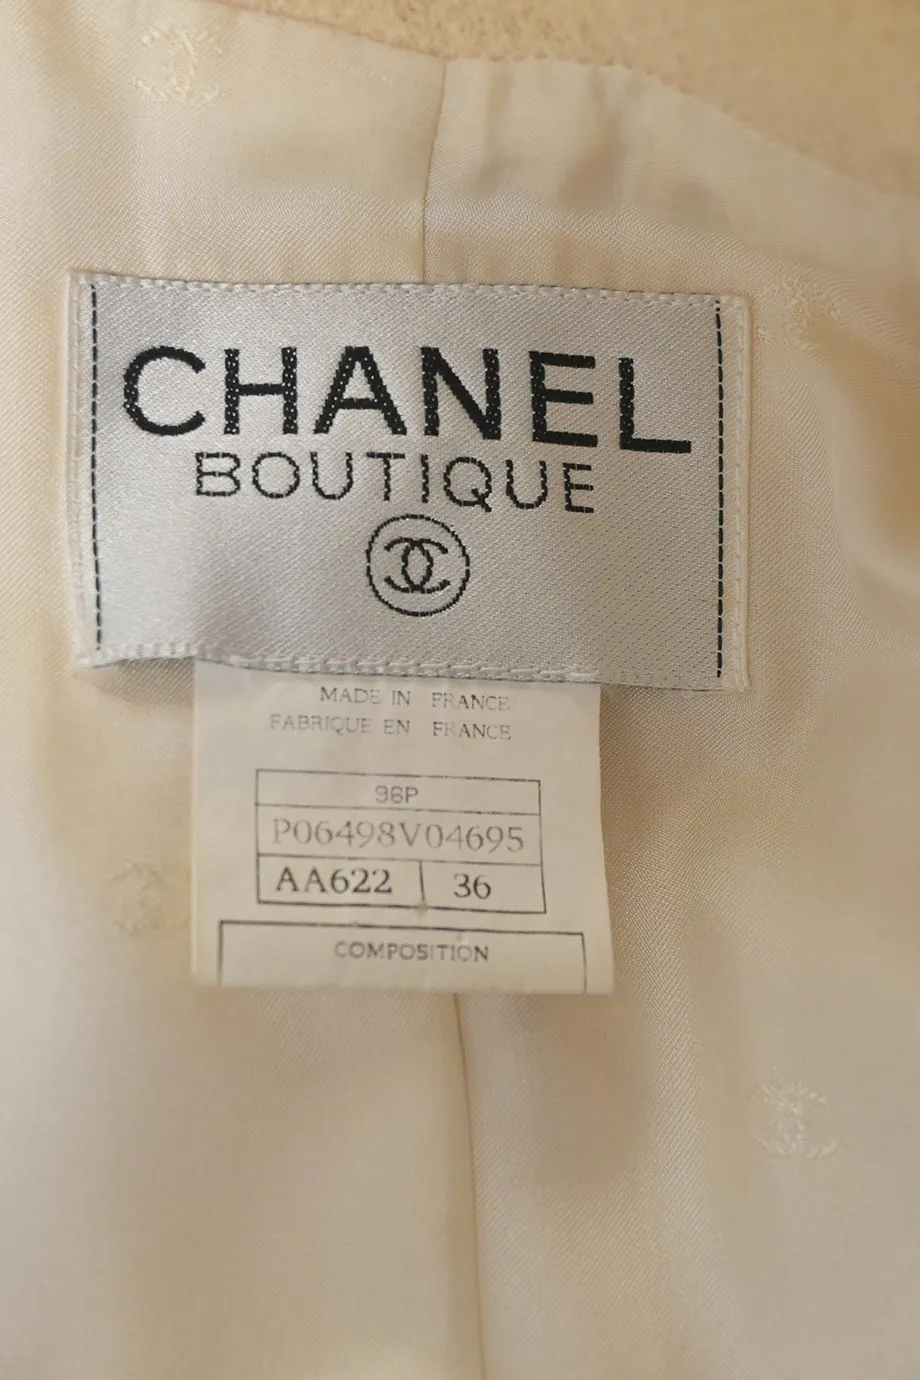 CHANEL
BOUTIQUE
MADE IN FRANCE
FABRIQUE EN FRANCE
96P
P06498V04695
AA622 36
COMPOSITION